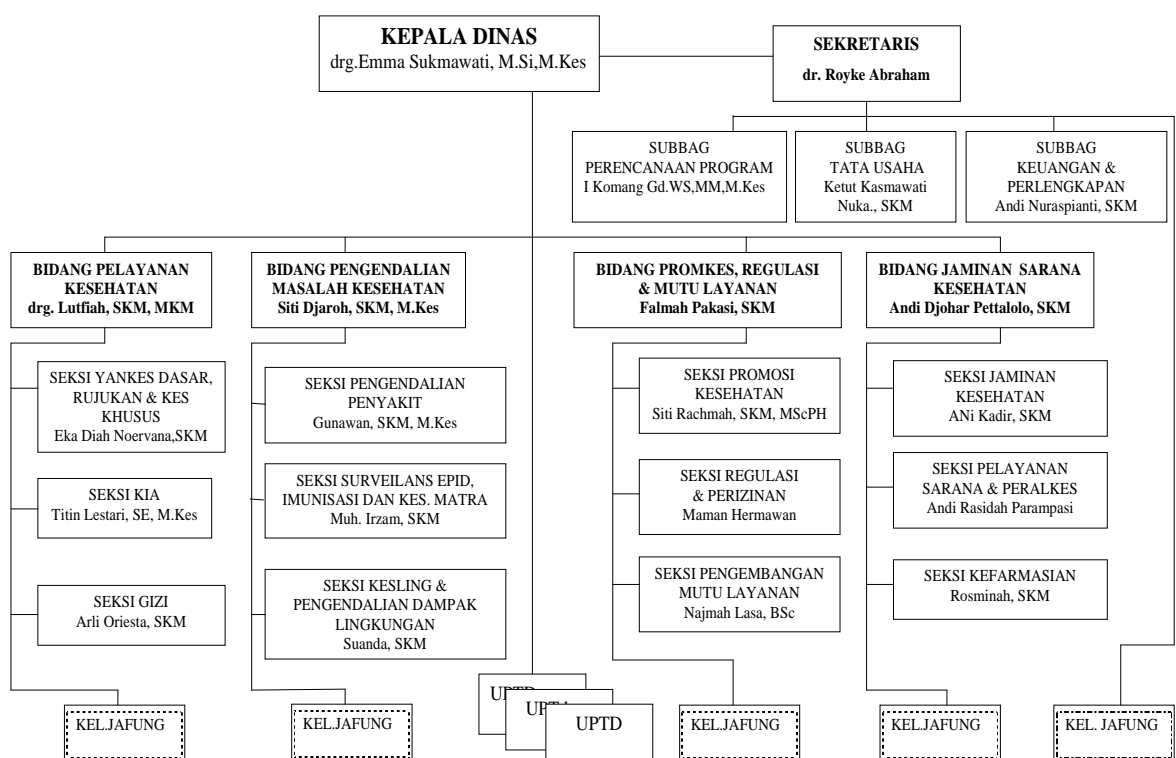 KEPALA DINAS
drg.Emma Sukmawati, M.Si,M.Kes
SEKRETARIS
dr. Royke Abraham
SUBBAG
PERENCANAAN PROGRAM
I Komang Gd.WS,MM,M.Kes
SUBBAG
TATA USAHA
Ketut Kasmawati
Nuka., SKM
SUBBAG
KEUANGAN &
PERLENGKAPAN
Andi Nuraspianti, SKM
BIDANG PELAYANAN
KESEHATAN
drg. Lutfiah, SKM, MKM
BIDANG PENGENDALIAN
MASALAH KESEHATAN
Siti Djaroh, SKM, M.Kes
BIDANG PROMKES, REGULASI
& MUTU LAYANAN
Falmah Pakasi, SKM
BIDANG JAMINAN SARANA
KESEHATAN
Andi Djohar Pettalolo, SKM
SEKSI YANKES DASAR,
RUJUKAN & KES
KHUSUS
Eka Diah Noervana,SKM
SEKSI KIA
Titin Lestari, SE, M.Kes
SEKSI GIZI
Arli Oriesta, SKM
SEKSI PENGENDALIAN
PENYAKIT
Gunawan, SKM, M.Kes
SEKSI SURVEILANS EPID,
IMUNISASI DAN KES. MATRA
Muh. Irzam, SKM
SEKSI KESLING &
PENGENDALIAN DAMPAK
LINGKUNGAN
Suanda, SKM
SEKSI PROMOSI
KESEHATAN
Siti Rachmah, SKM, MScPH
SEKSI REGULASI
& PERIZINAN
Maman Hermawan
SEKSI PENGEMBANGAN
MUTU LAYANAN
Najmah Lasa, BSc
SEKSI JAMINAN
KESEHATAN
ANi Kadir, SKM
SEKSI PELAYANAN
SARANA & PERALKES
Andi Rasidah Parampasi
SEKSI KEFARMASIAN
Rosminah, SKM
KEL.JAFUNG
KEL.JAFUNG
UPTD
KEL.JAFUNG
KEL.JAFUNG
KEL. JAFUNG